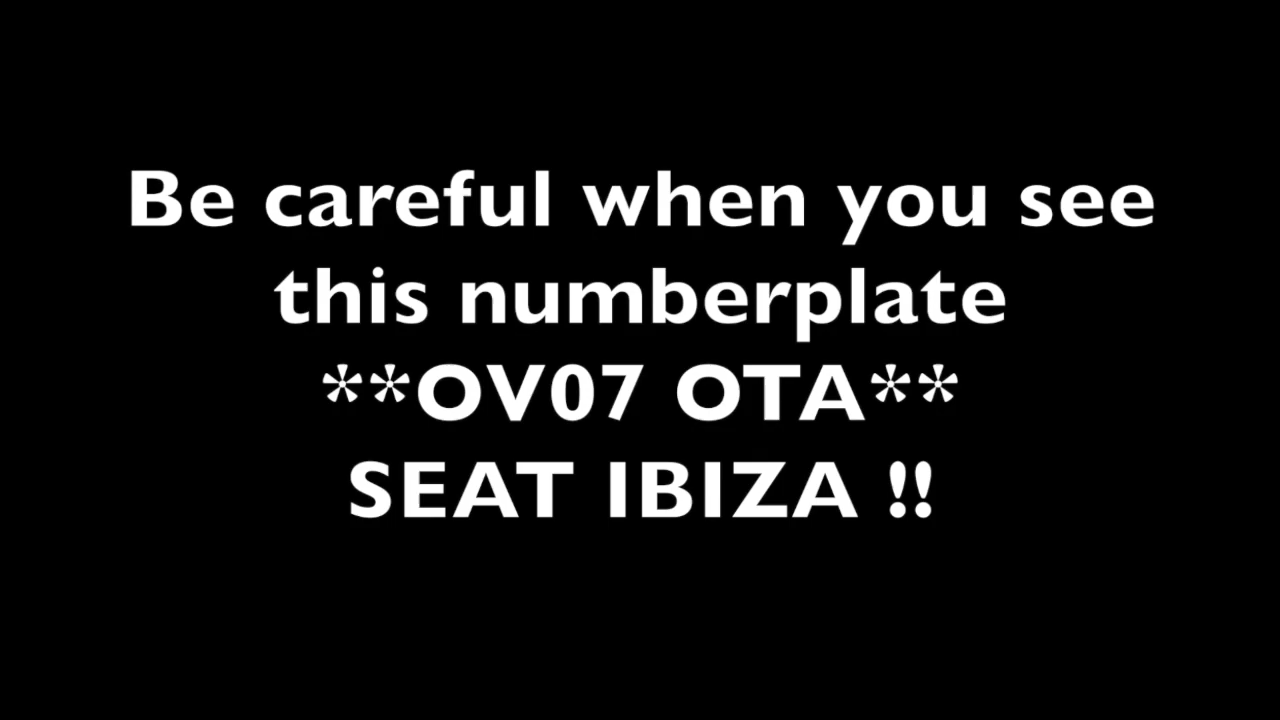 Be careful when you see
this numberplate
**OV07 OTA**
SEAT IBIZA !!